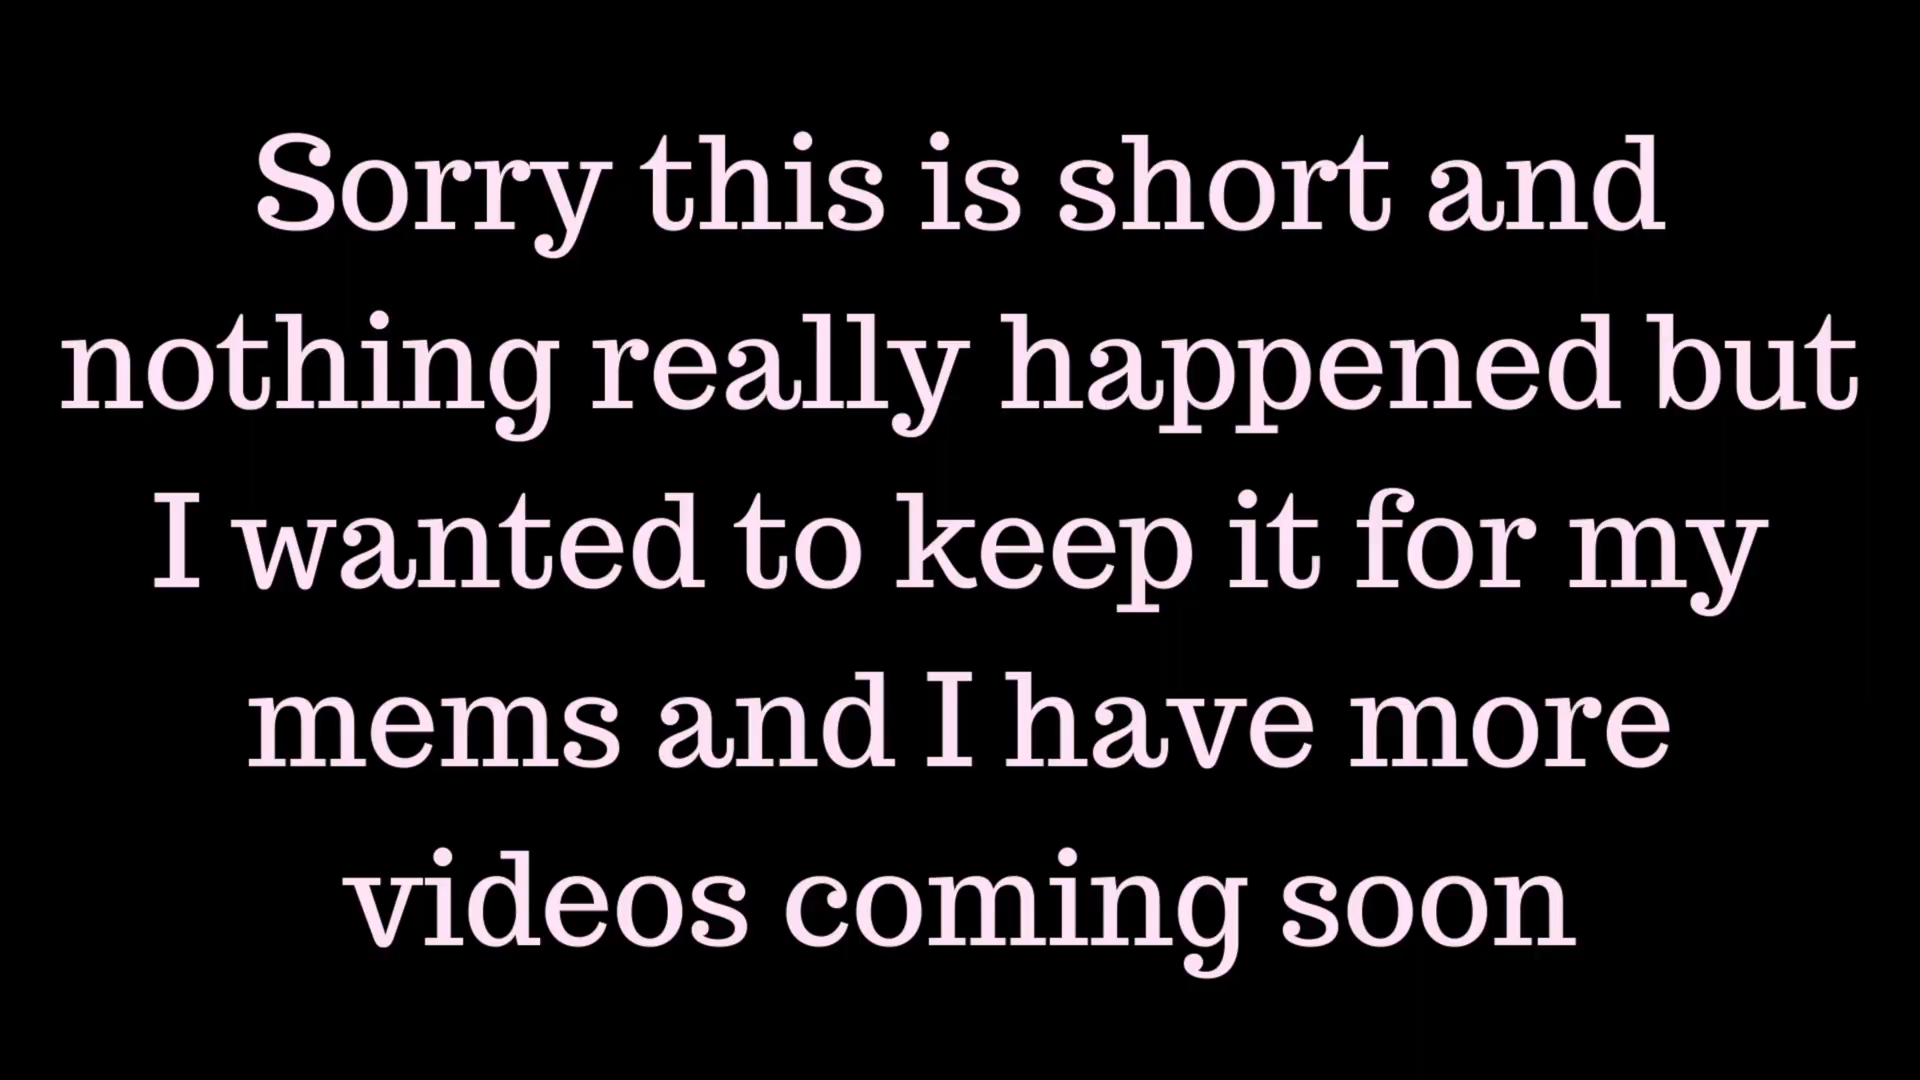 Sorry this is short and
nothing really happened but
I wanted to keep it for my
mems and I have more
videos coming soon